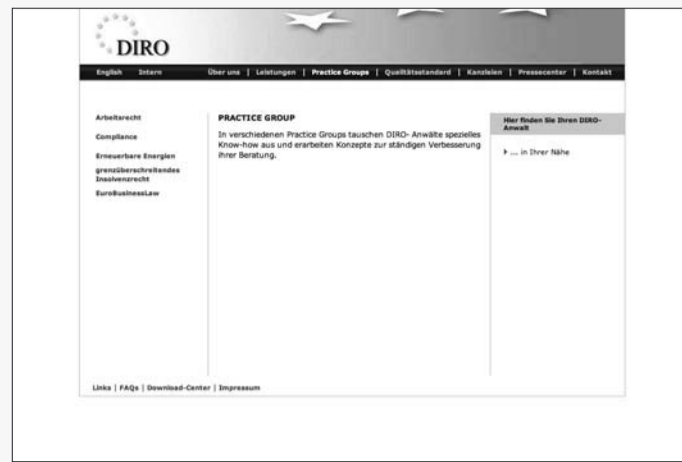 DIRO
English Intern Über uns | Leistungen | Practice Groups | Qualitätsstandard | Kanzleien | Pressecenter | Kontakt
Arbeitsrecht
Compliance
Erneuerbare Energien
grenzüberschreitendes
Insolvenzrecht
EuroBusinessLaw
PRACTICE GROUP
In verschiedenen Practice Groups tauschen DIRO- Anwälte spezielles
Know-how aus und erarbeiten Konzepte zur ständigen Verbesserung
ihrer Beratung.
Hier finden Sie Ihren DIRO-
Anwalt
... in Ihrer Nähe
Links | FAQs | Download-Center | Impressum